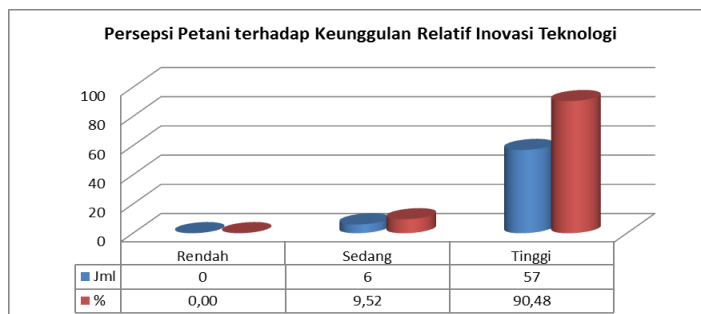 Persepsi Petani terhadap Keunggulan Relatif Inovasi Teknologi
100
80
60
40
20
0
Rendah Sedang Tinggi
Jml 0 6 57
% 0,00 9,52 90,48